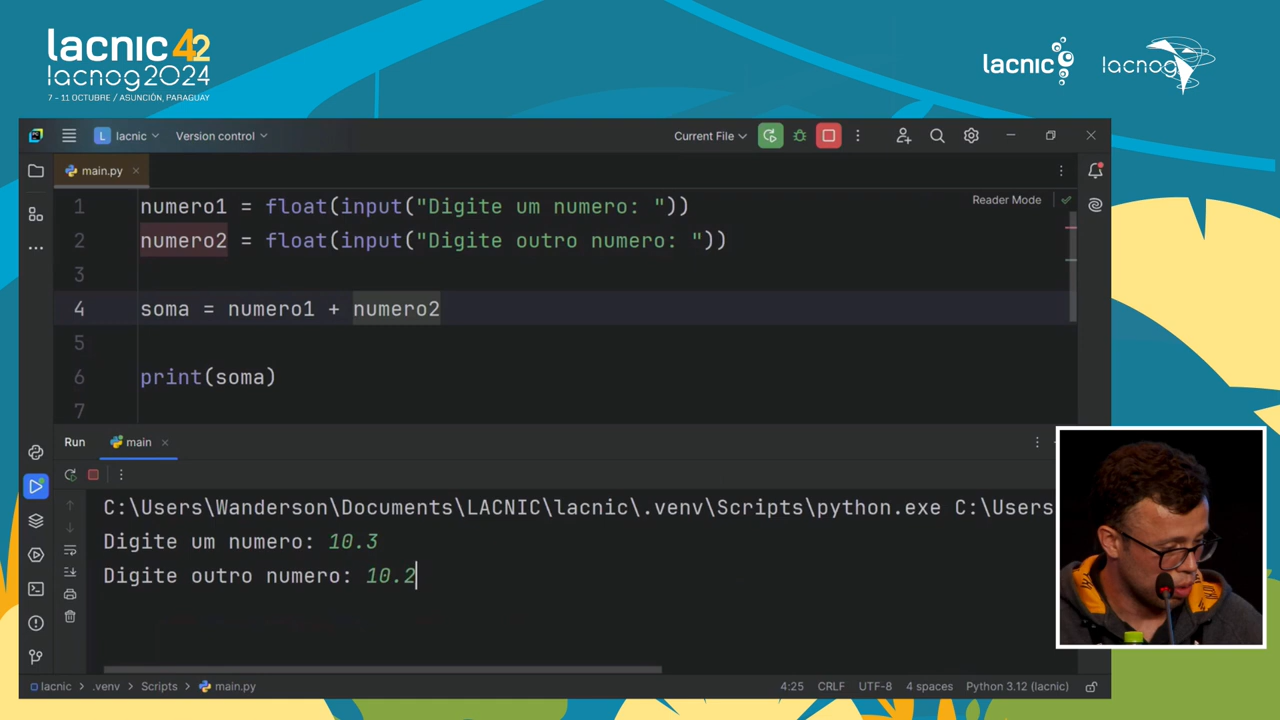 lacnic 42
lacnog2024
7 - 11 OCTUBRE / ASUNCIÓN, PARAGUAY
lacnic
lacnog
L lacnic
Version control
Current File
main.py
Reader Mode
1 numero1 = float(input("Digite um numero: "))
2 numero2 = float(input("Digite outro numero: "))
3
4 soma = numero1 + numero2
5
6 print(soma)
7
Run
main
C:\Users\Wanderson\Documents\LACNIC\lacnic\.venv\Scripts\python.exe C:\Users
Digite um numero: 10.3
Digite outro numero: 10.2
lacnic > .venv > Scripts > main.py
4:25 CRLF UTF-8 4 spaces Python 3.12 (lacnic)